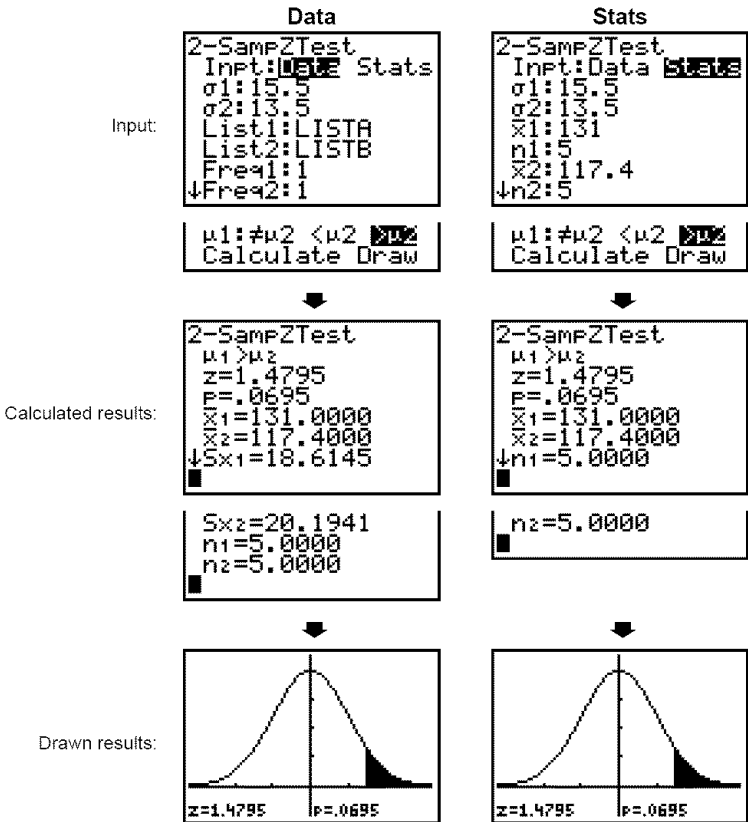 Data
Stats
Input:
2-SampZTest
Inpt:Data Stats
σ1:15.5
σ2:13.5
List1:LISTA
List2:LISTB
Freq1:1
↓Freq2:1
μ1:≠μ2 <μ2 >μ2
Calculate Draw
2-SampZTest
Inpt:Data Stats
σ1:15.5
σ2:13.5
x̄1:131
n1:5
x̄2:117.4
↓n2:5
μ1:≠μ2 <μ2 >μ2
Calculate Draw
Calculated results:
2-SampZTest
μ1>μ2
z=1.4795
p=.0695
x̄1=131.0000
x̄2=117.4000
↓Sx1=18.6145
Sx2=20.1941
n1=5.0000
n2=5.0000
2-SampZTest
μ1>μ2
z=1.4795
p=.0695
x̄1=131.0000
x̄2=117.4000
↓n1=5.0000
n2=5.0000
Drawn results:
z=1.4795 p=.0695
z=1.4795 p=.0695